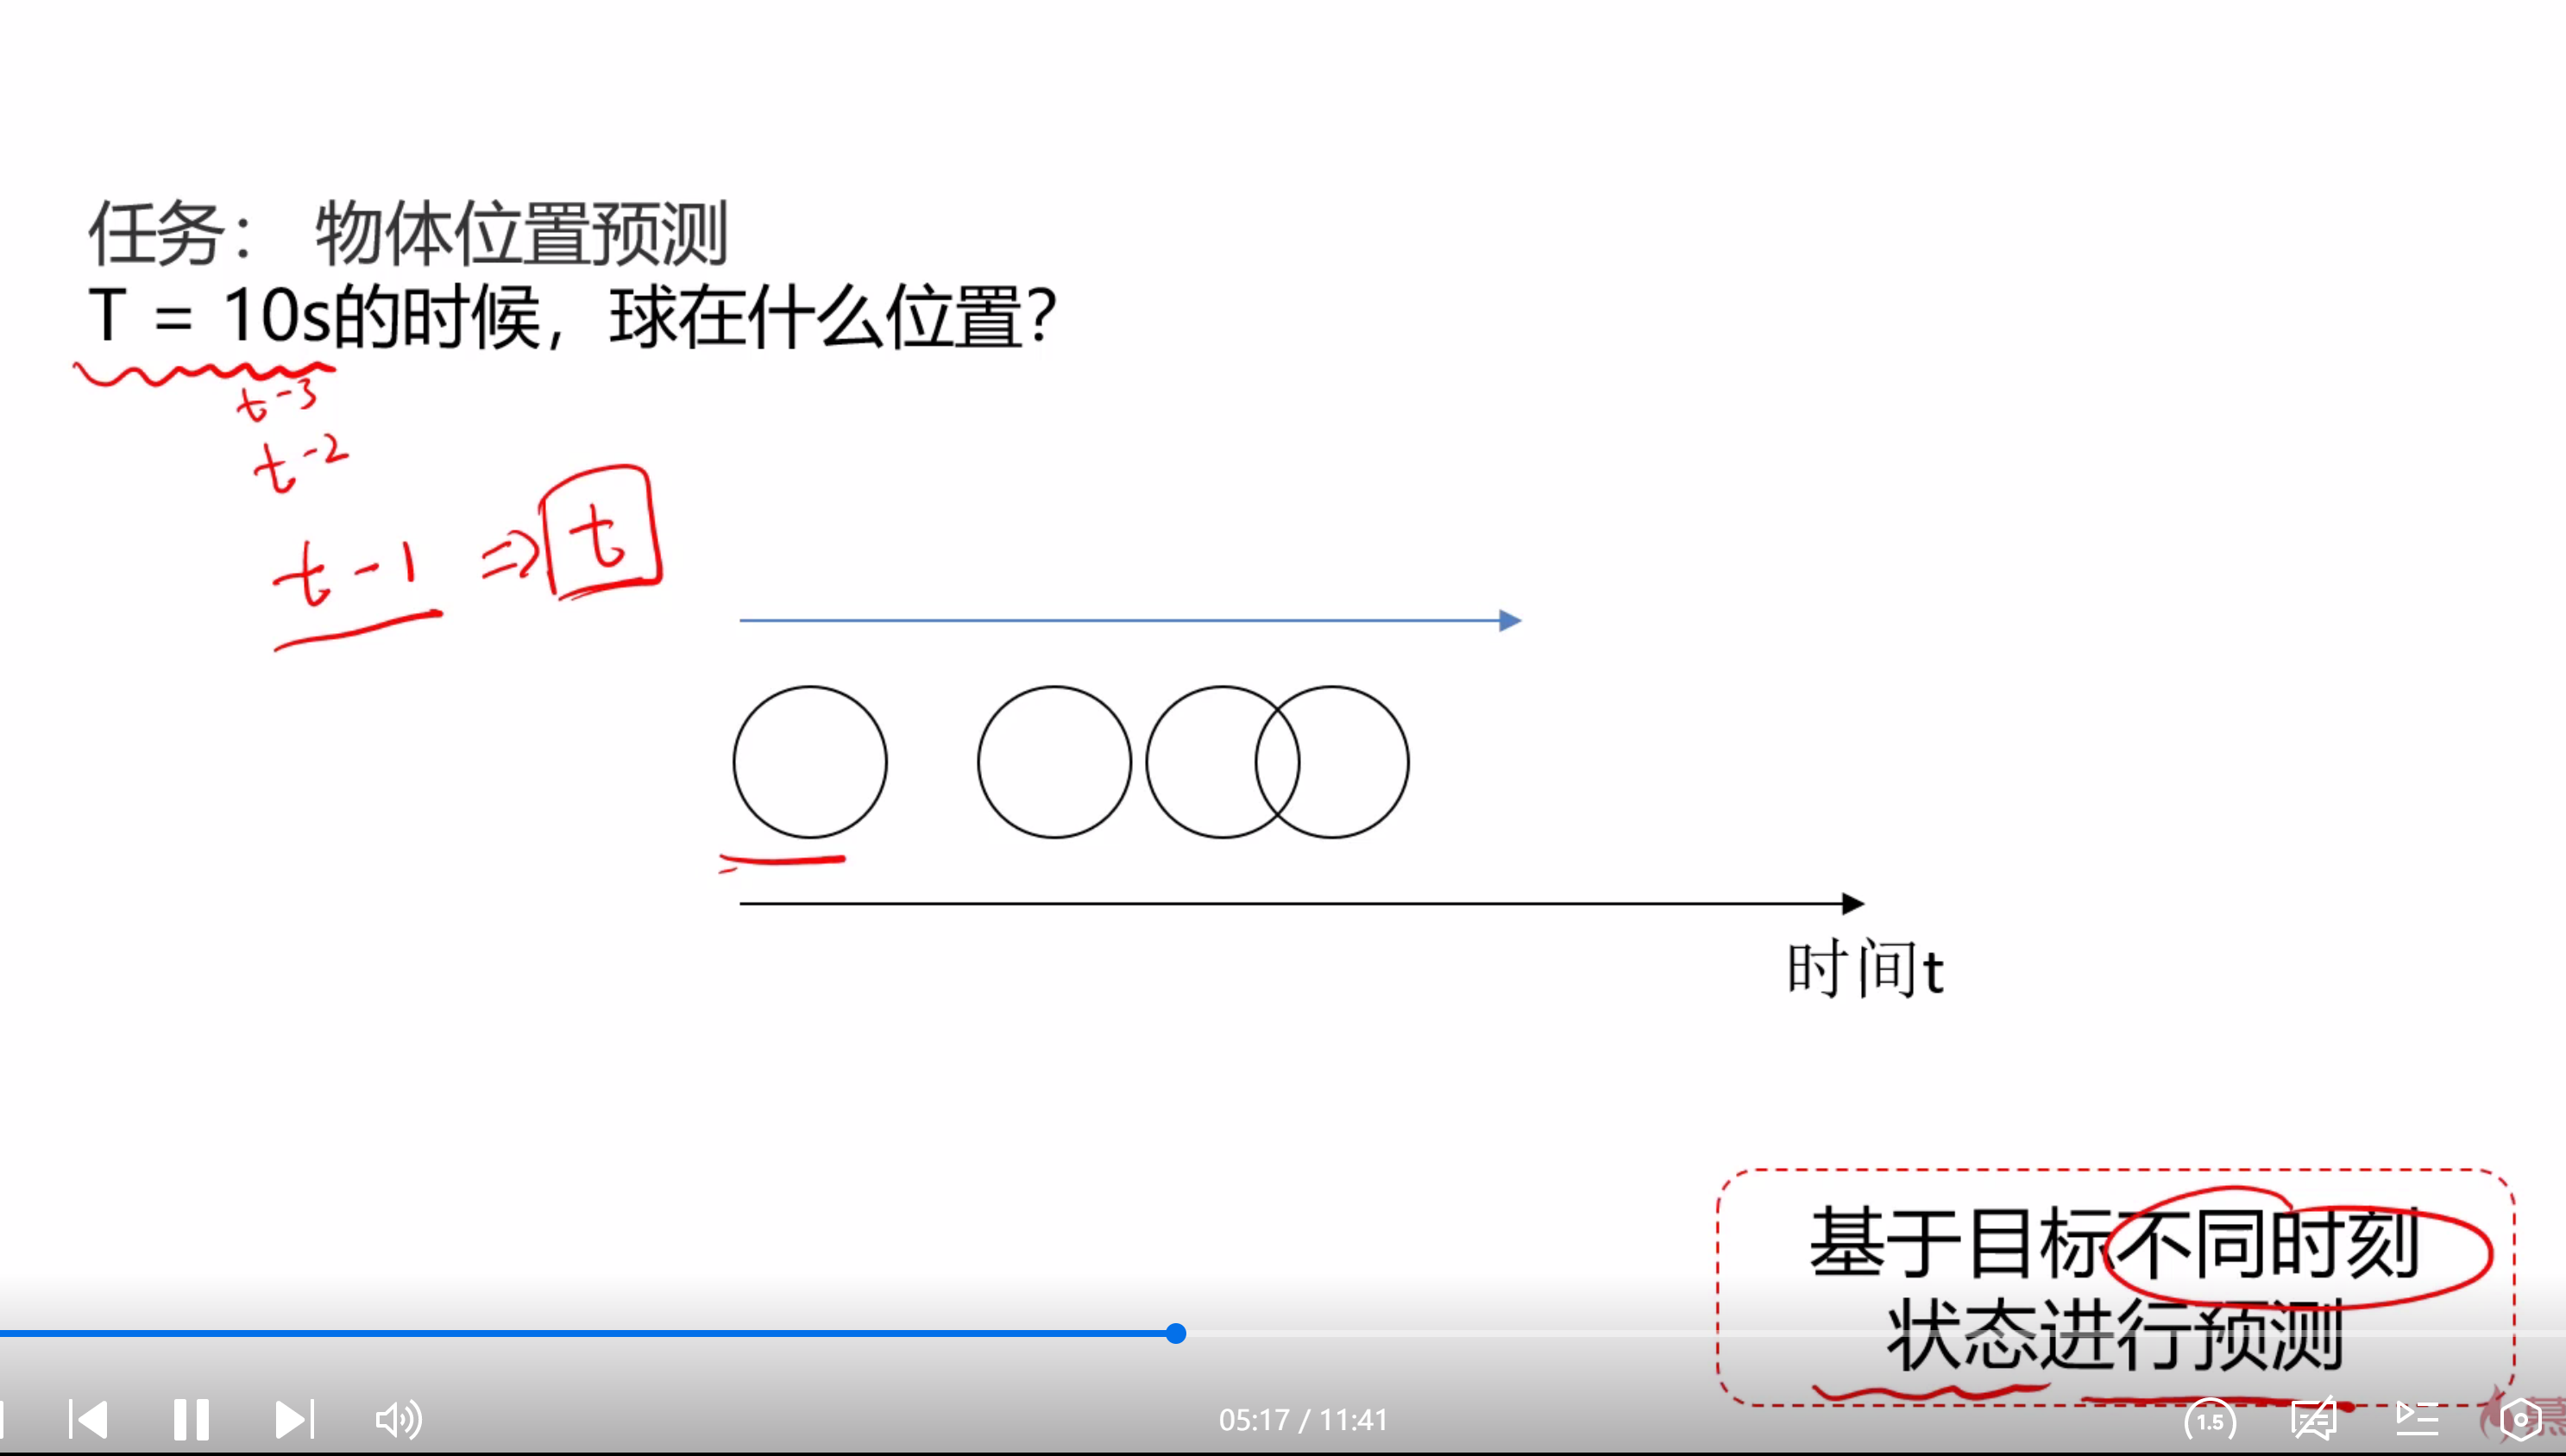 任务： 物体位置预测
T = 10s的时候，球在什么位置?
t-3
t-2
t-1 ⇒ t
时间t
基于目标不同时刻
状态进行预测
05:17 / 11:41
1.5
慕